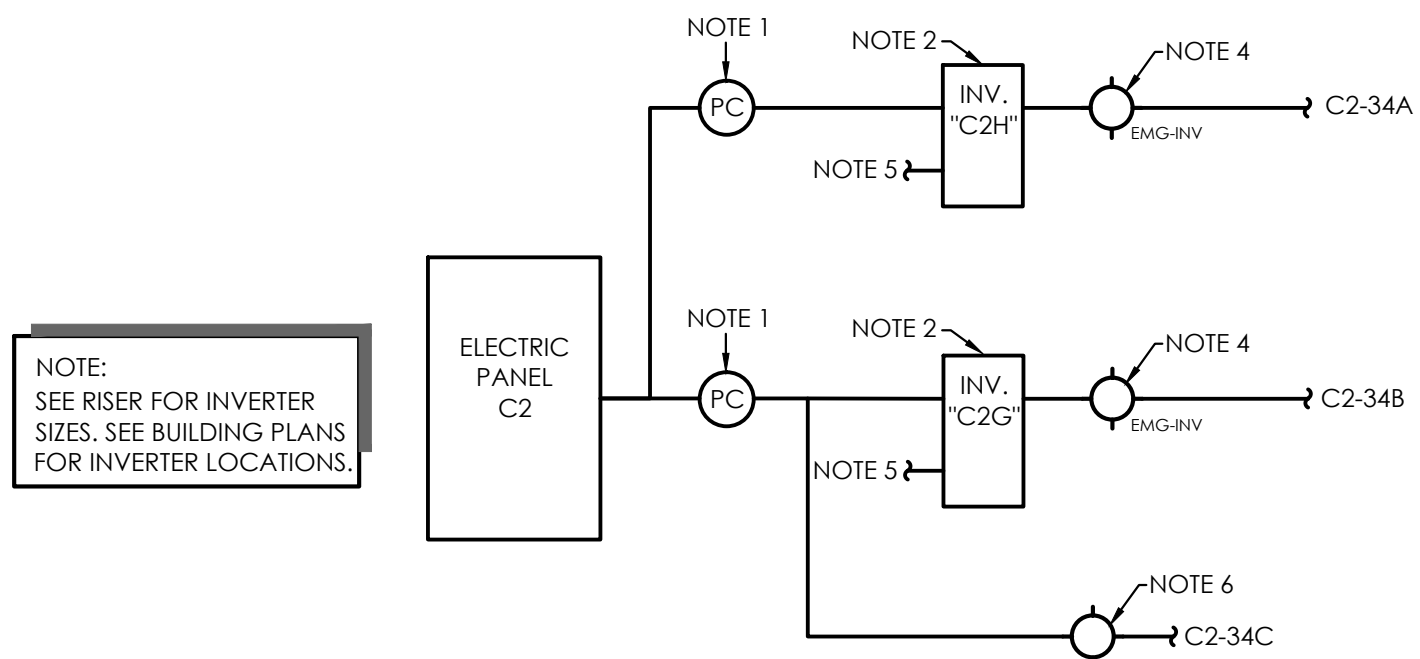 NOTE 1
NOTE 2
NOTE 4
PC
INV.
"C2H"
EMG-INV
C2-34A
NOTE 5
NOTE:
SEE RISER FOR INVERTER
SIZES. SEE BUILDING PLANS
FOR INVERTER LOCATIONS.
ELECTRIC
PANEL
C2
NOTE 1
NOTE 2
NOTE 4
PC
INV.
"C2G"
EMG-INV
C2-34B
NOTE 5
NOTE 6
C2-34C